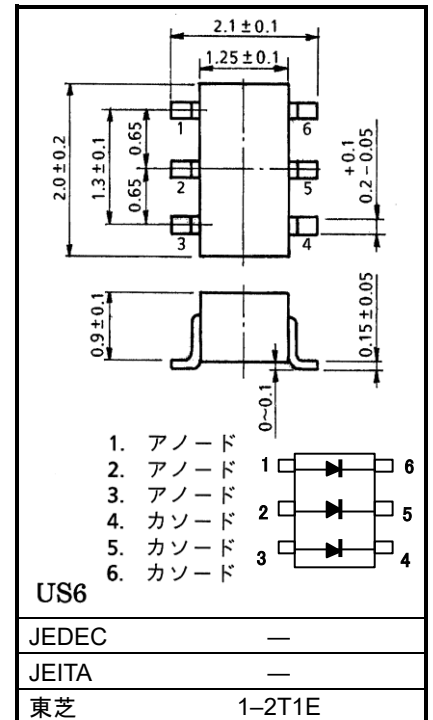 2.1±0.1
1.25±0.1
1
6
2.0±0.2
1.3±0.1
0.65
0.65
2
5
+0.1
0.2-0.05
3
4
0.9±0.1
0.15±0.05
0~0.1
1. アノード
2. アノード
3. アノード
4. カソード
5. カソード
6. カソード
1
6
2
5
3
4
US6
JEDEC —
JEITA —
東芝 1–2T1E